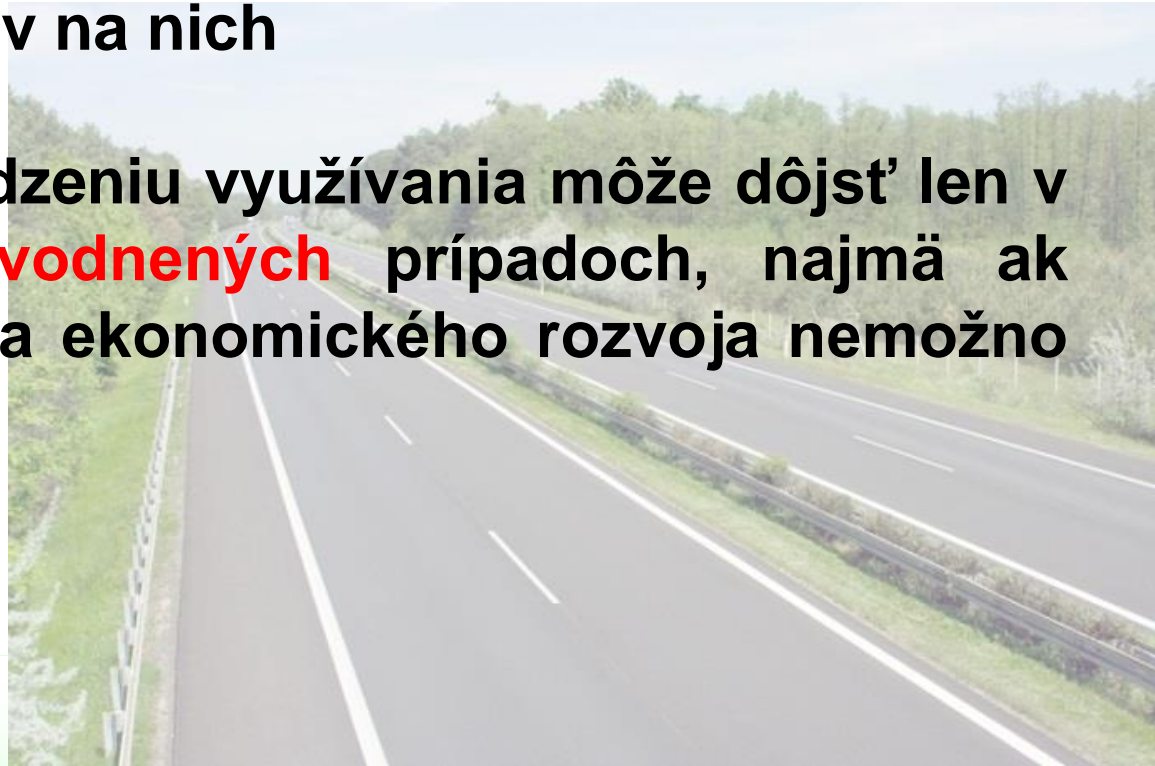 v na nich
dzeniu využívania môže dôjsť len v
vodnených prípadoch, najmä ak
a ekonomického rozvoja nemožno